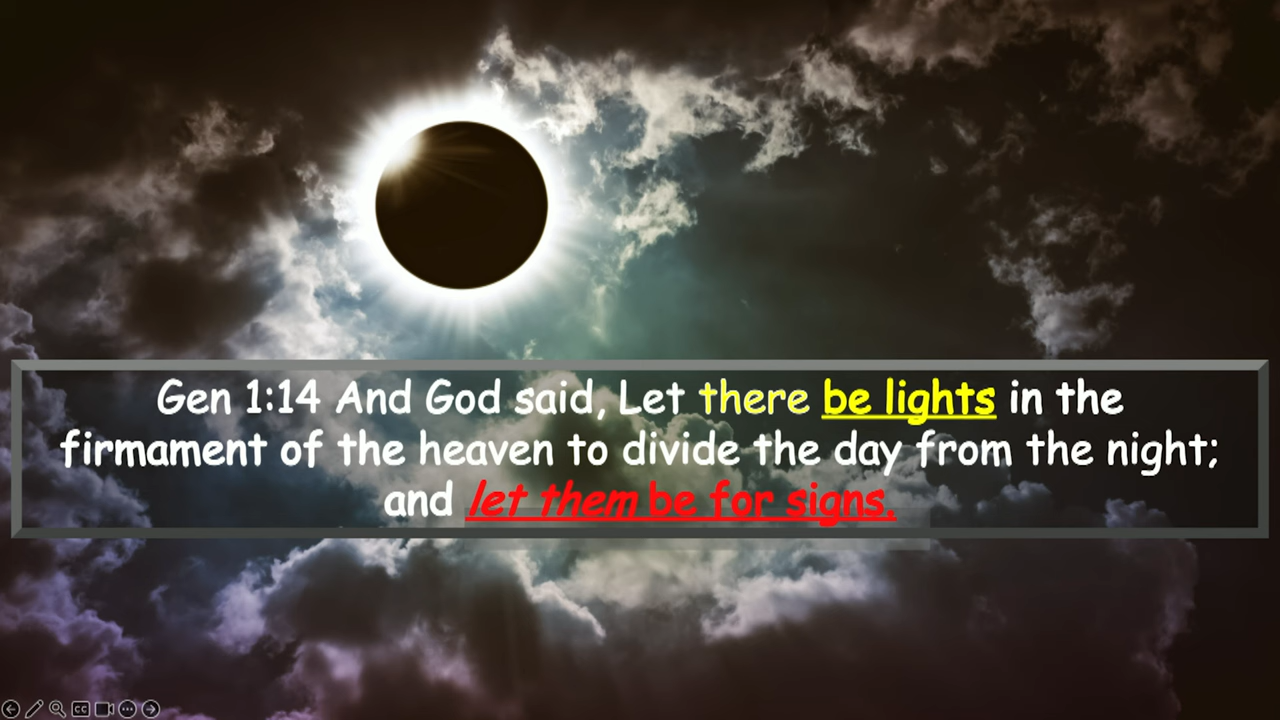 Gen 1:14 And God said, Let there be lights in the
firmament of the heaven to divide the day from the night;
and let them be for signs.
CC